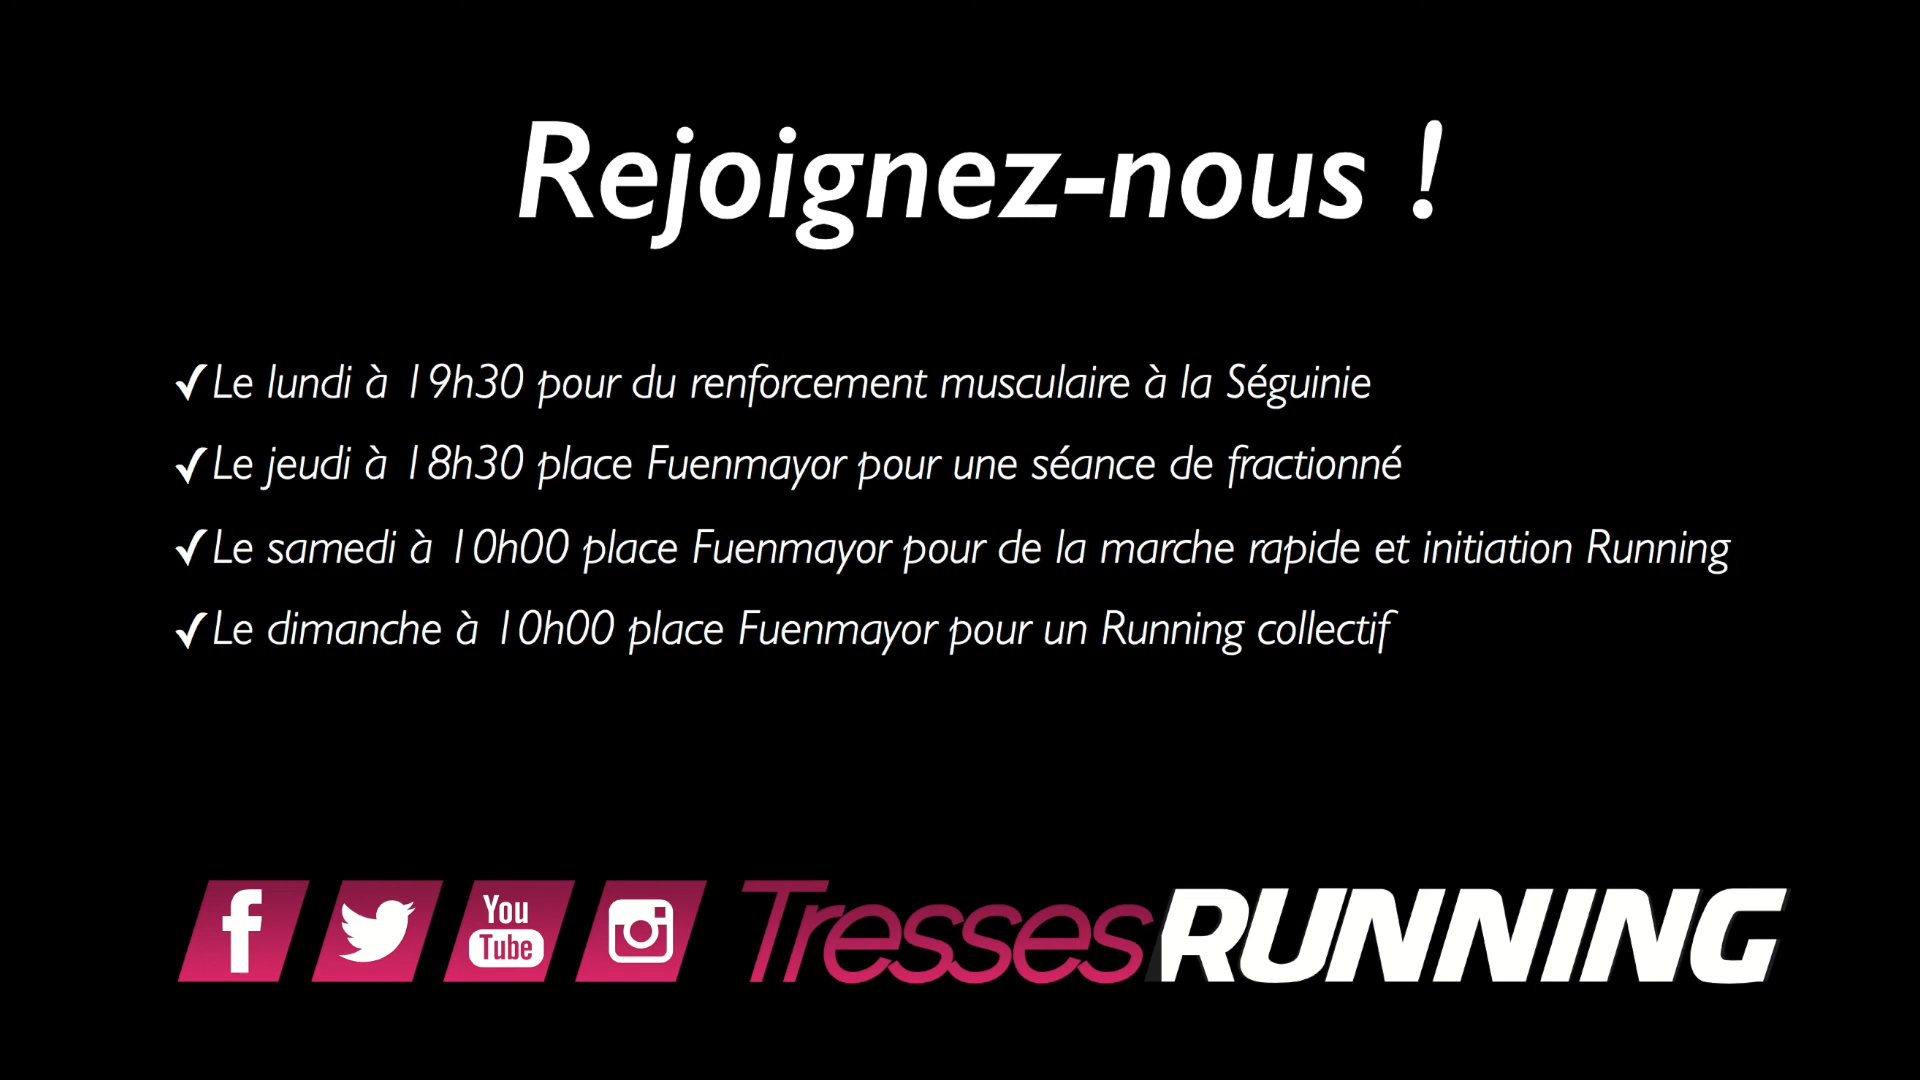 Rejoignez-nous !
✓Le lundi à 19h30 pour du renforcement musculaire à la Séguinie
✓Le jeudi à 18h30 place Fuenmayor pour une séance de fractionné
✓Le samedi à 10h00 place Fuenmayor pour de la marche rapide et initiation Running
✓Le dimanche à 10h00 place Fuenmayor pour un Running collectif
f You Tube TressesRUNNING